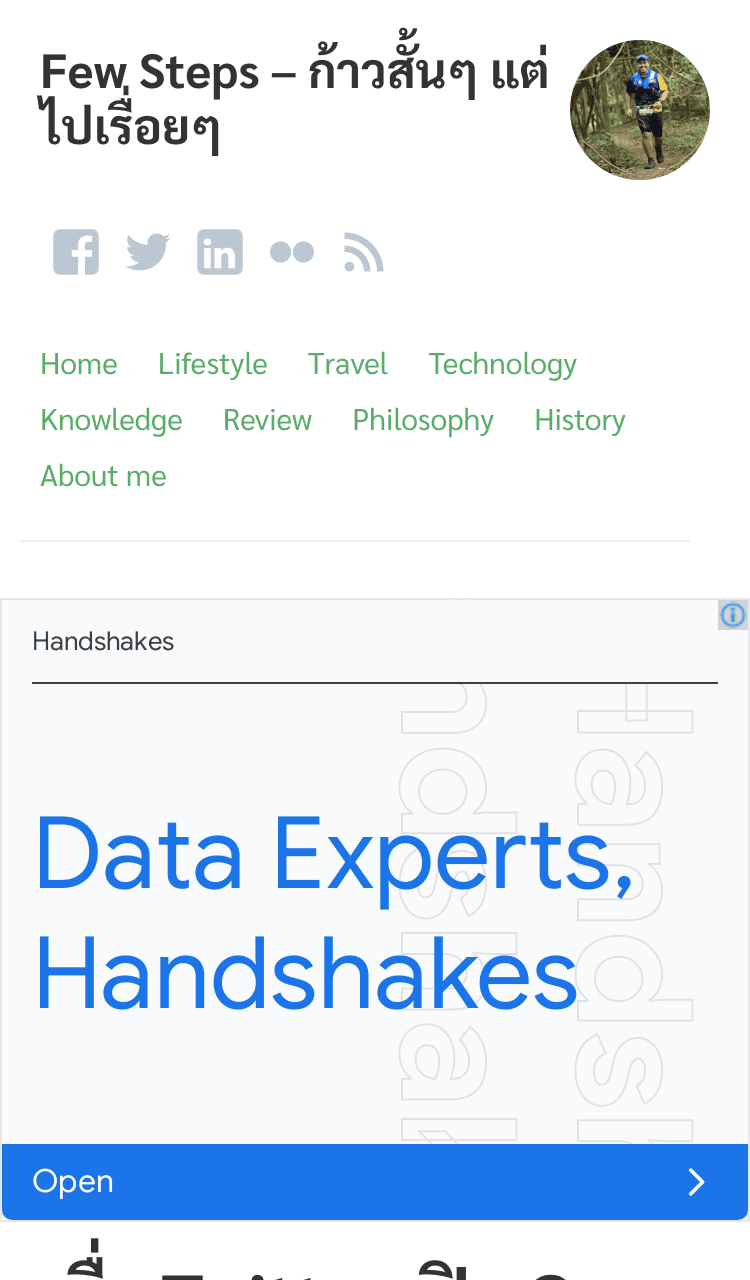 Few Steps – ก้าวสั้นๆ แต่
ไปเรื่อยๆ
Home Lifestyle Travel Technology
Knowledge Review Philosophy History
About me
Handshakes
Data Experts,
Handshakes
Open